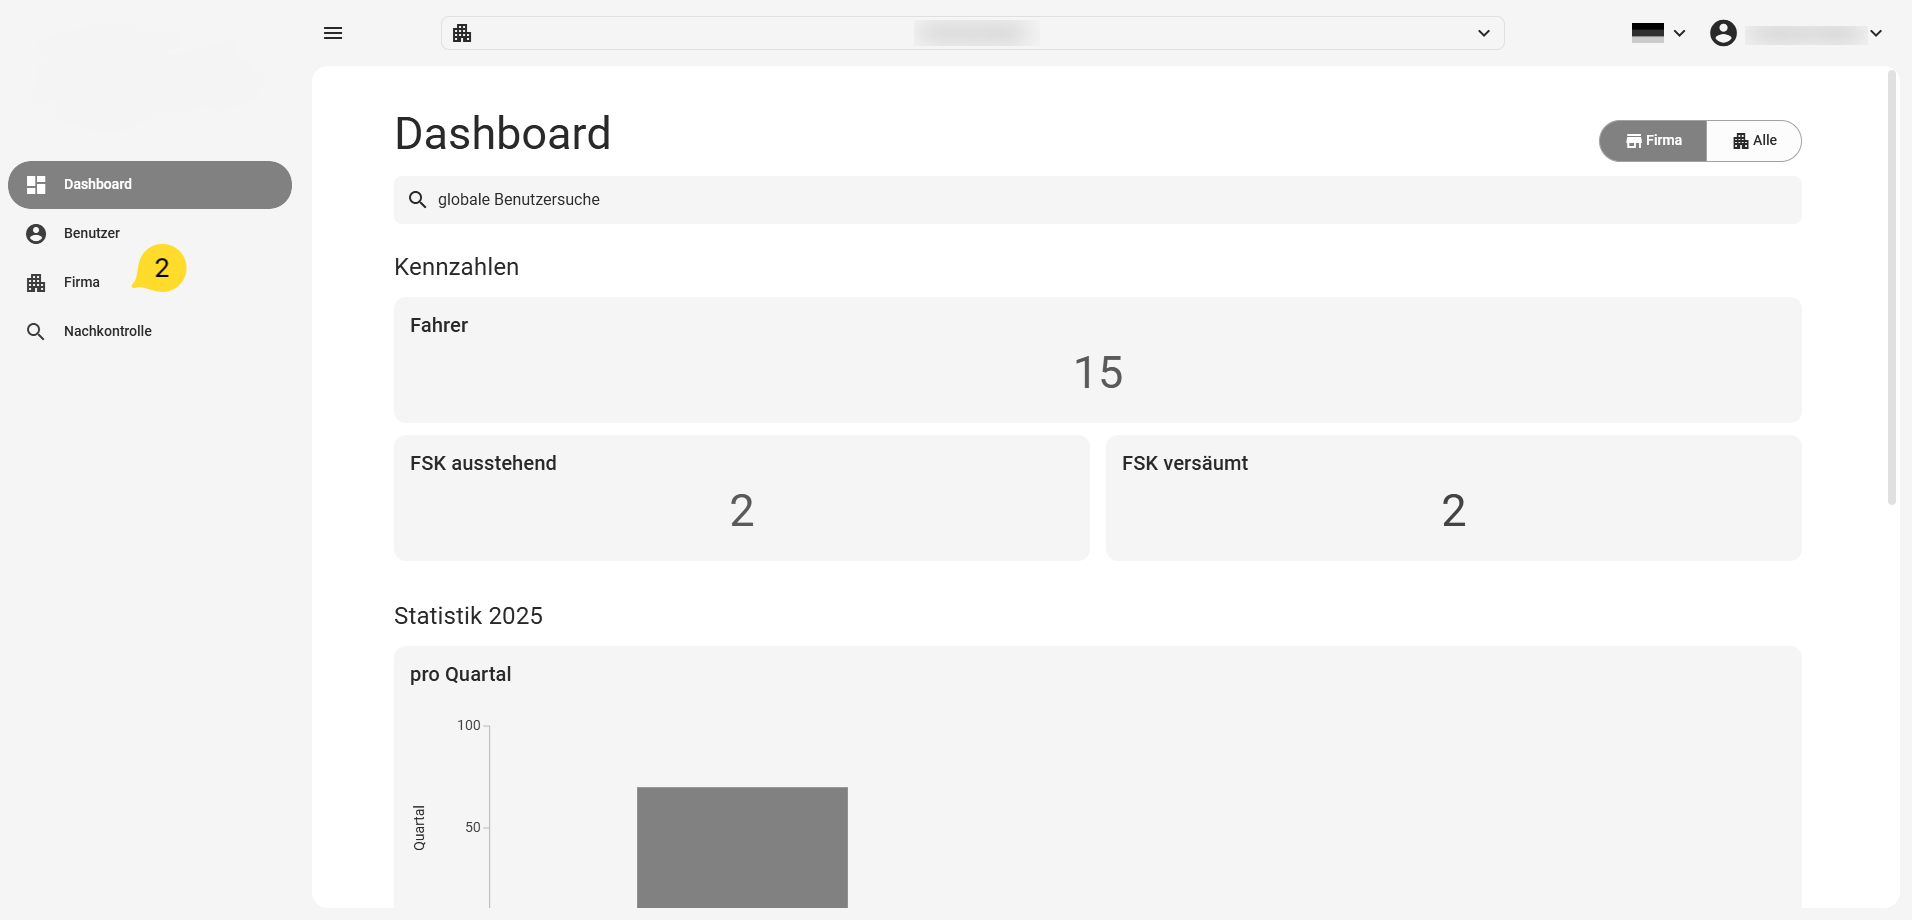 Dashboard
Benutzer
Firma
2
Nachkontrolle
Dashboard
Firma
Alle
globale Benutzersuche
Kennzahlen
Fahrer
15
FSK ausstehend
2
FSK versäumt
2
Statistik 2025
pro Quartal
100
50
Quartal